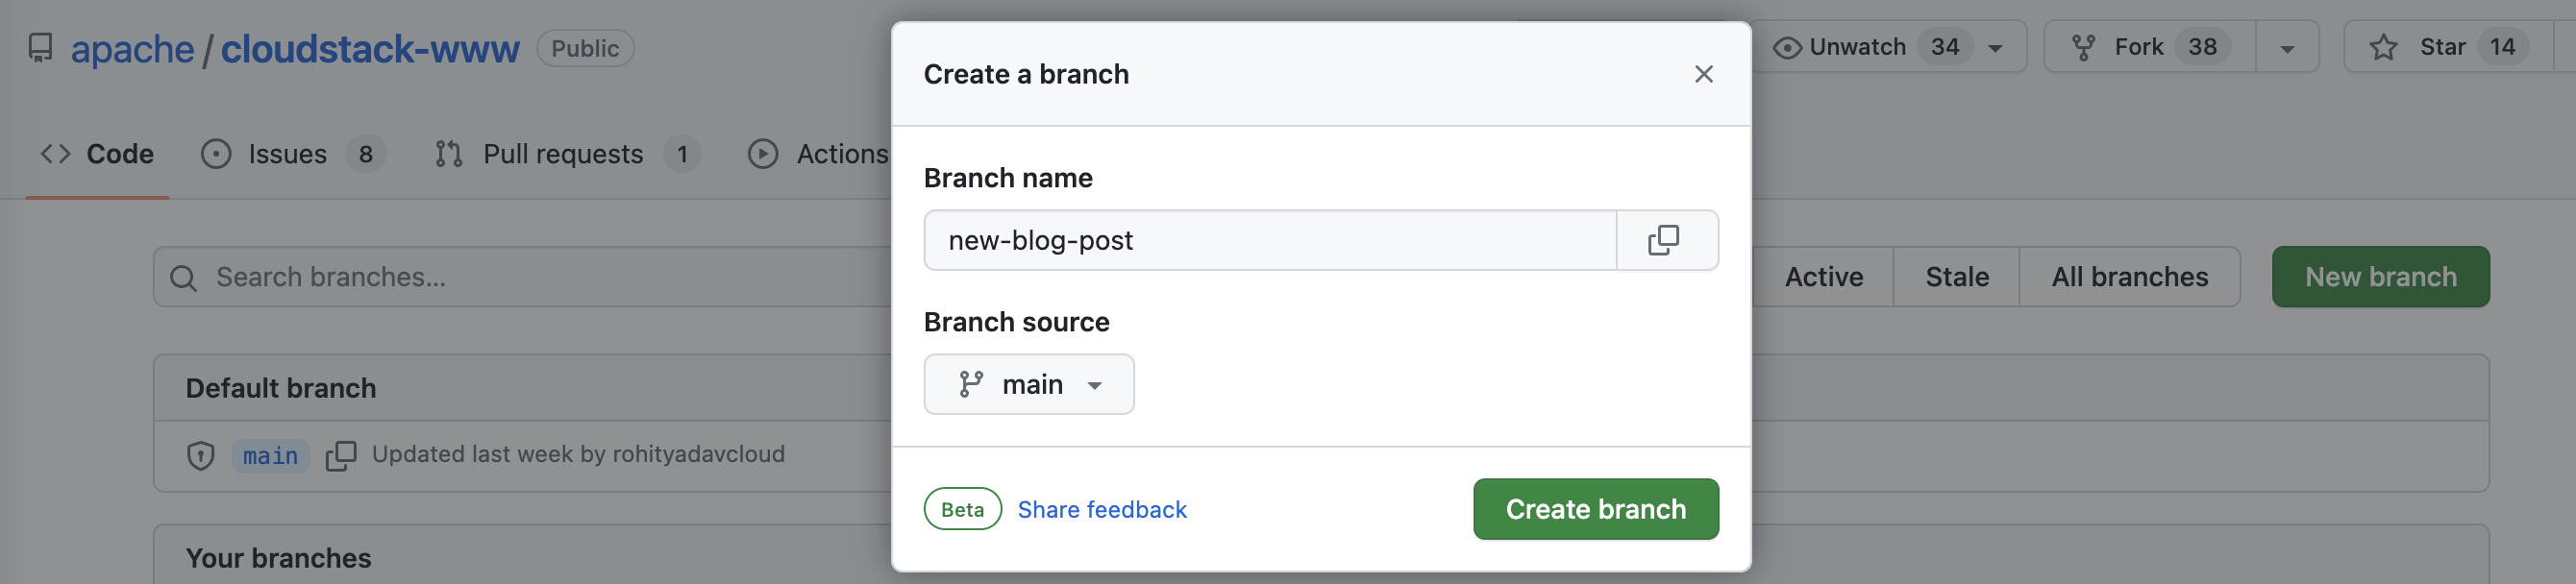 apache / cloudstack-www Public
Unwatch 34
Fork 38
Star 14
Code
Issues 8
Pull requests 1
Actions
Create a branch
Branch name
new-blog-post
Branch source
main
Beta Share feedback
Create branch
Search branches...
Active
Stale
All branches
New branch
Default branch
main Updated last week by rohityadavcloud
Your branches